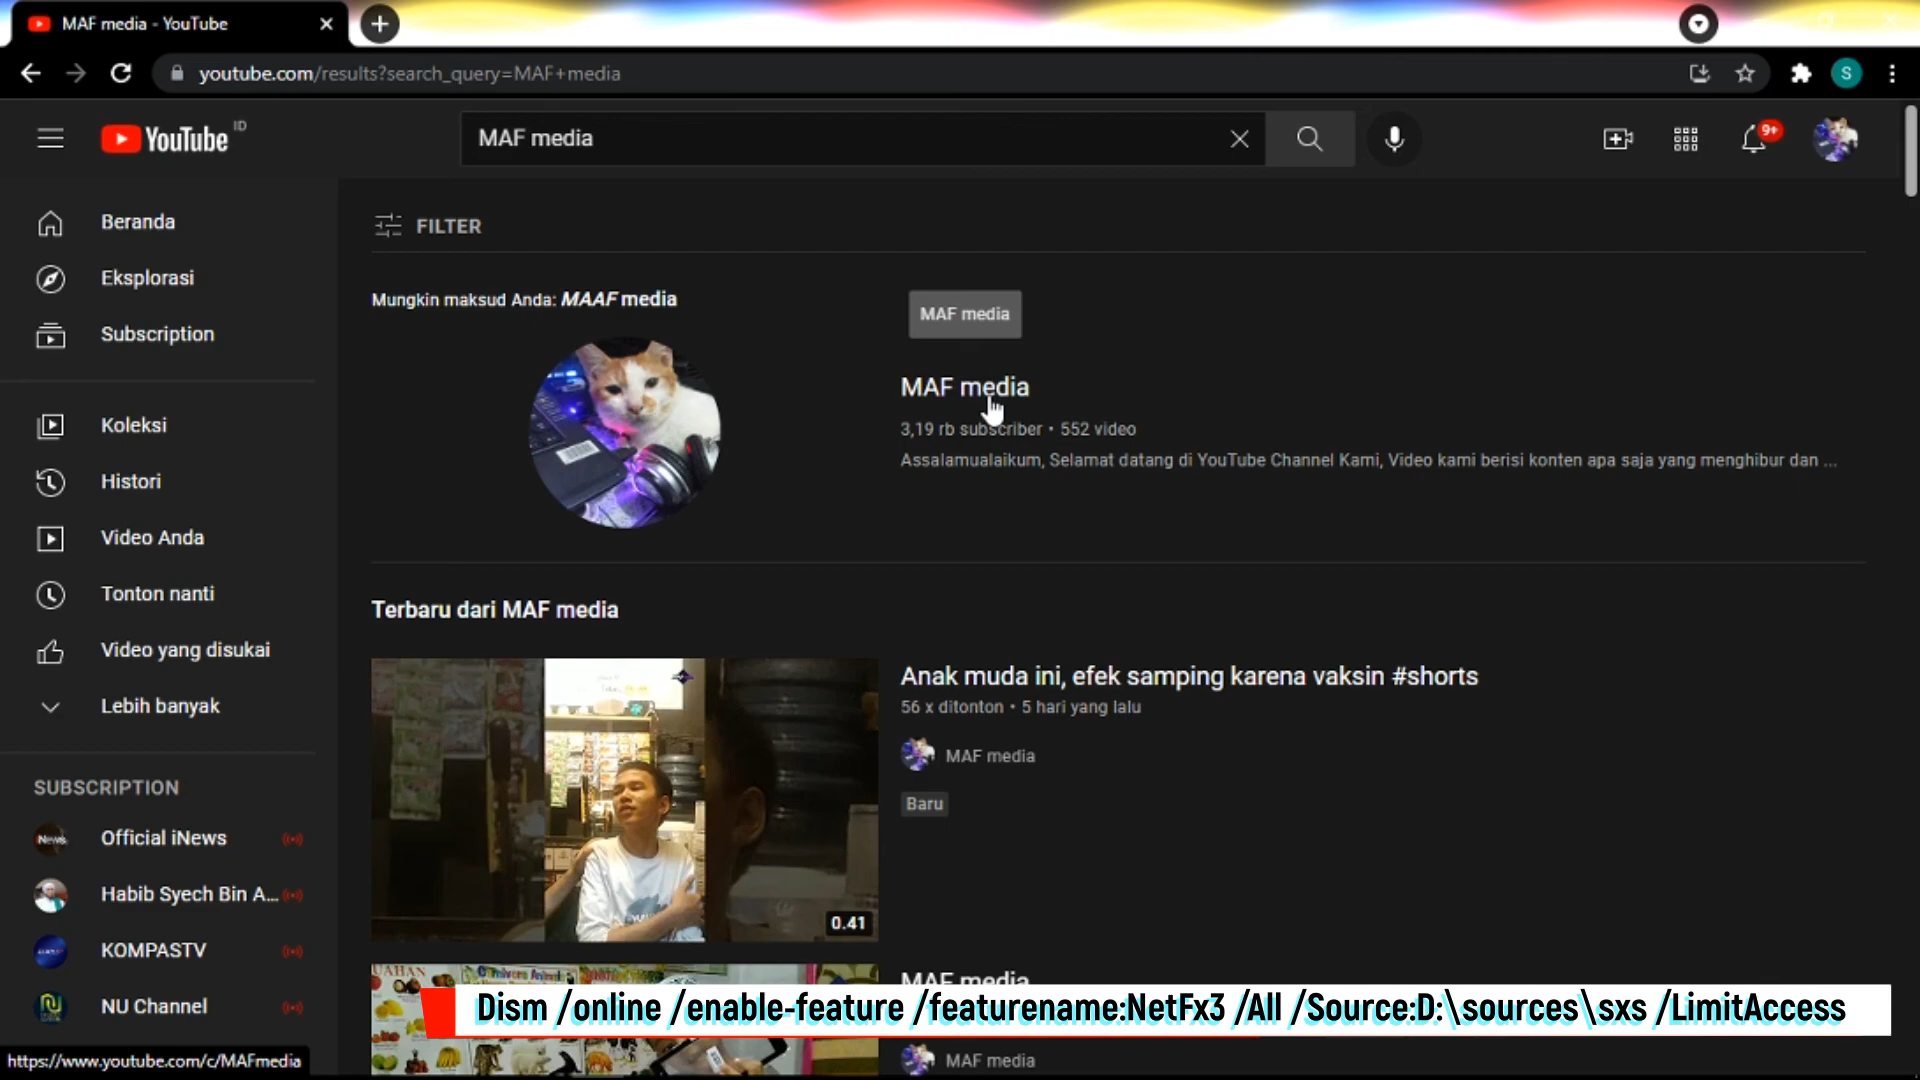 MAF media - YouTube
youtube.com/results?search_query=MAF+media
YouTube ID
MAF media
9+
S
Beranda
Eksplorasi
Subscription
Koleksi
Histori
Video Anda
Tonton nanti
Video yang disukai
Lebih banyak
SUBSCRIPTION
Official iNews
Habib Syech Bin A...
KOMPASTV
NU Channel
FILTER
Mungkin maksud Anda: MAAF media
MAF media
MAF media
3,19 rb subscriber • 552 video
Assalamualaikum, Selamat datang di YouTube Channel Kami, Video kami berisi konten apa saja yang menghibur dan ...
Terbaru dari MAF media
Anak muda ini, efek samping karena vaksin #shorts
56 x ditonton • 5 hari yang lalu
MAF media
Baru
0.41
MAF media
Dism /online /enable-feature /featurename:NetFx3 /All /Source:D:\sources\sxs /LimitAccess
MAF media
https://www.youtube.com/c/MAFmedia